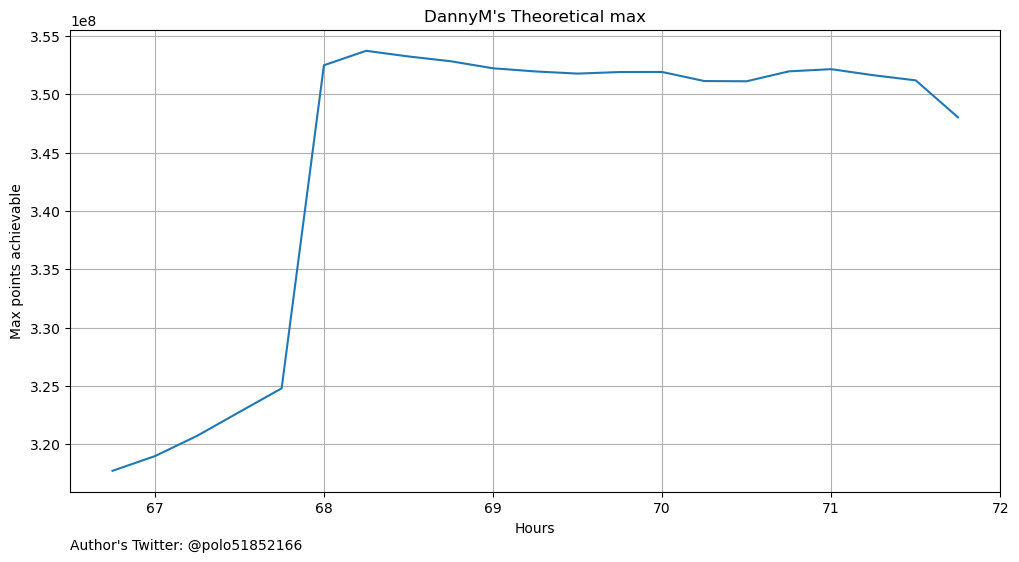 DannyM's Theoretical max
1e8
3.55
3.50
3.45
3.40
3.35
3.30
3.25
3.20
Max points achievable
67 68 69 70 71 72
Hours
Author's Twitter: @polo51852166